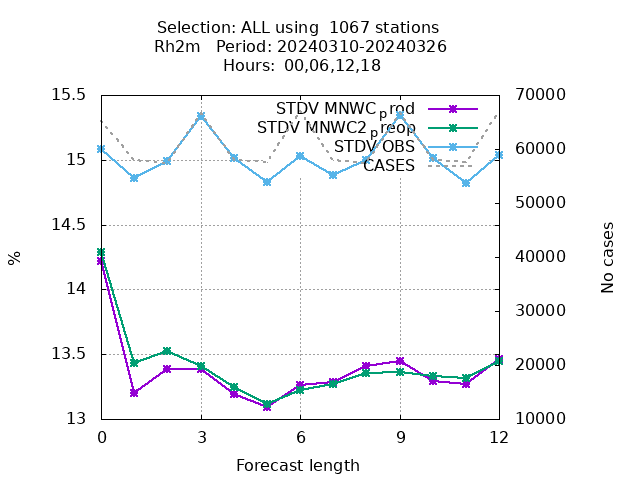 Selection: ALL using  1067 stations
Rh2m   Period: 20240310-20240326
Hours:  00,06,12,18
15.5
15
14.5
14
13.5
13
%
70000
60000
50000
40000
30000
20000
10000
No cases
STDV MNWC_prod
STDV MNWC2_preop
STDV OBS
CASES
0
3
6
9
12
Forecast length